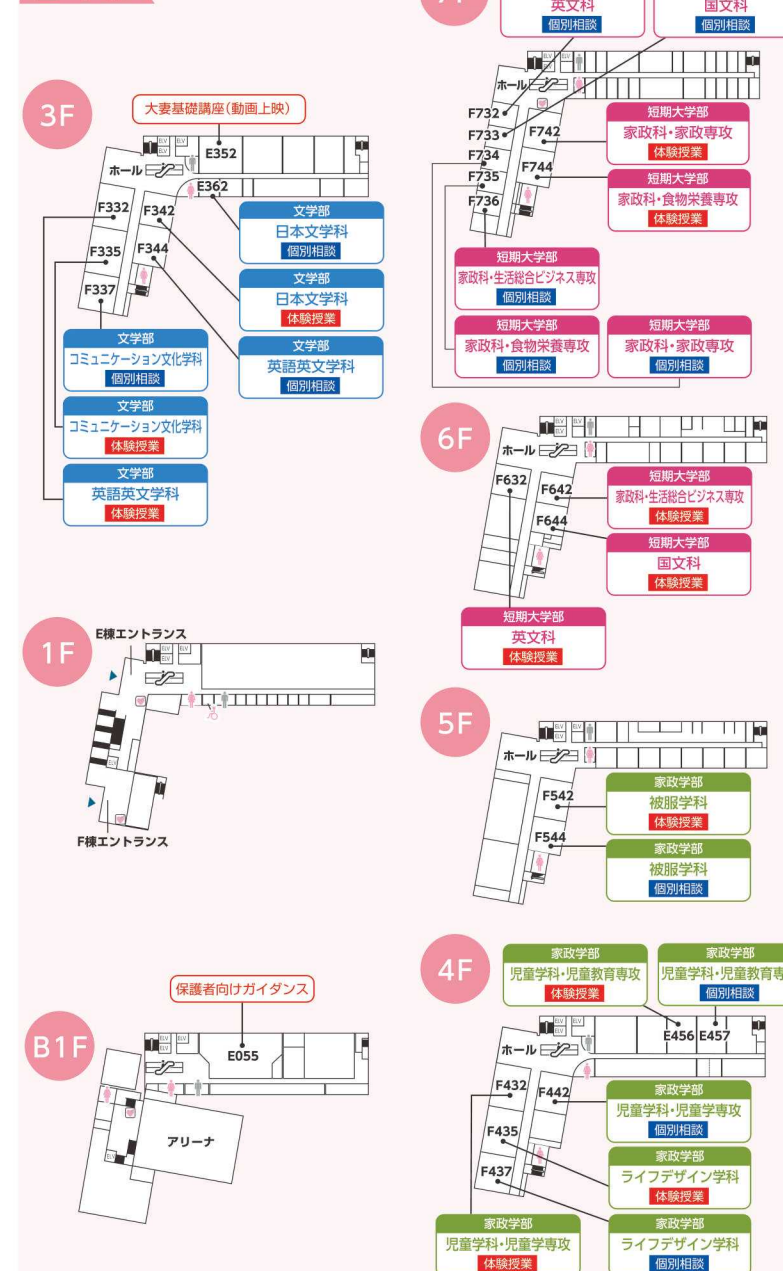 3F
大妻基礎講座(動画上映)
ELV
ELV
ELV
E352
ホール
E362
F332
F342
F335
F344
F337
文学部
日本文学科
個別相談
文学部
日本文学科
体験授業
文学部
英語英文学科
個別相談
文学部
コミュニケーション文化学科
個別相談
文学部
コミュニケーション文化学科
体験授業
文学部
英語英文学科
体験授業
1F
E棟エントランス
ELV
ELV
ELV
ELV
F棟エントランス
B1F
保護者向けガイダンス
ELV
ELV
ELV
E055
ELV
アリーナ
英文科
個別相談
国文科
個別相談
ELV
ELV
ELV
ホール
F732
F733
F734
F735
F736
F742
F744
短期大学部
家政科・家政専攻
体験授業
短期大学部
家政科・食物栄養専攻
体験授業
短期大学部
家政科・生活総合ビジネス専攻
個別相談
短期大学部
家政科・食物栄養専攻
個別相談
短期大学部
家政科・家政専攻
個別相談
6F
ELV
ELV
ELV
ホール
F632
F642
F644
短期大学部
家政科・生活総合ビジネス専攻
体験授業
短期大学部
国文科
体験授業
短期大学部
英文科
体験授業
5F
ELV
ELV
ELV
ホール
F542
F544
家政学部
被服学科
体験授業
家政学部
被服学科
個別相談
4F
家政学部
児童学科・児童教育専攻
体験授業
家政学部
児童学科・児童教育専
個別相談
ELV
ELV
ELV
E456
E457
ホール
F432
F442
F435
F437
家政学部
児童学科・児童学専攻
個別相談
家政学部
ライフデザイン学科
体験授業
家政学部
児童学科・児童学専攻
体験授業
家政学部
ライフデザイン学科
個別相談